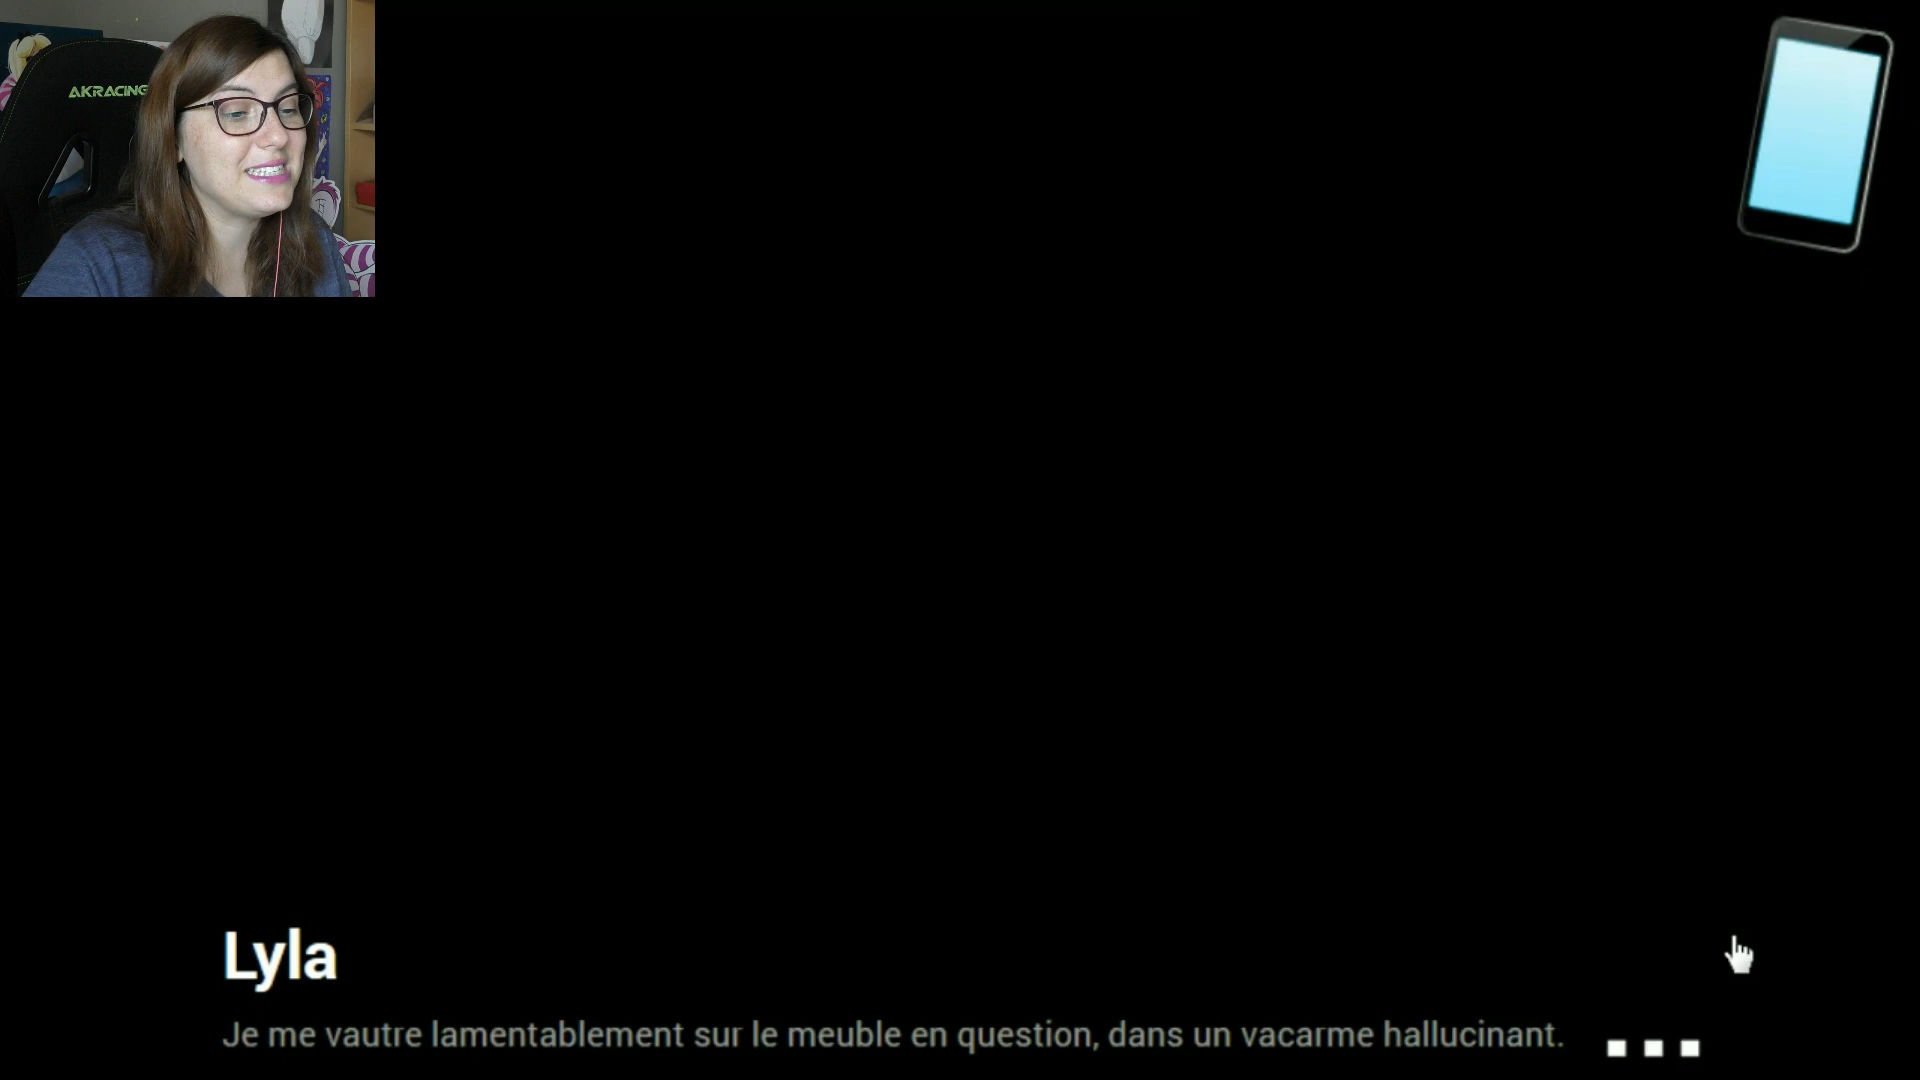 AKRACING
Lyla
Je me vautre lamentablement sur le meuble en question, dans un vacarme hallucinant.